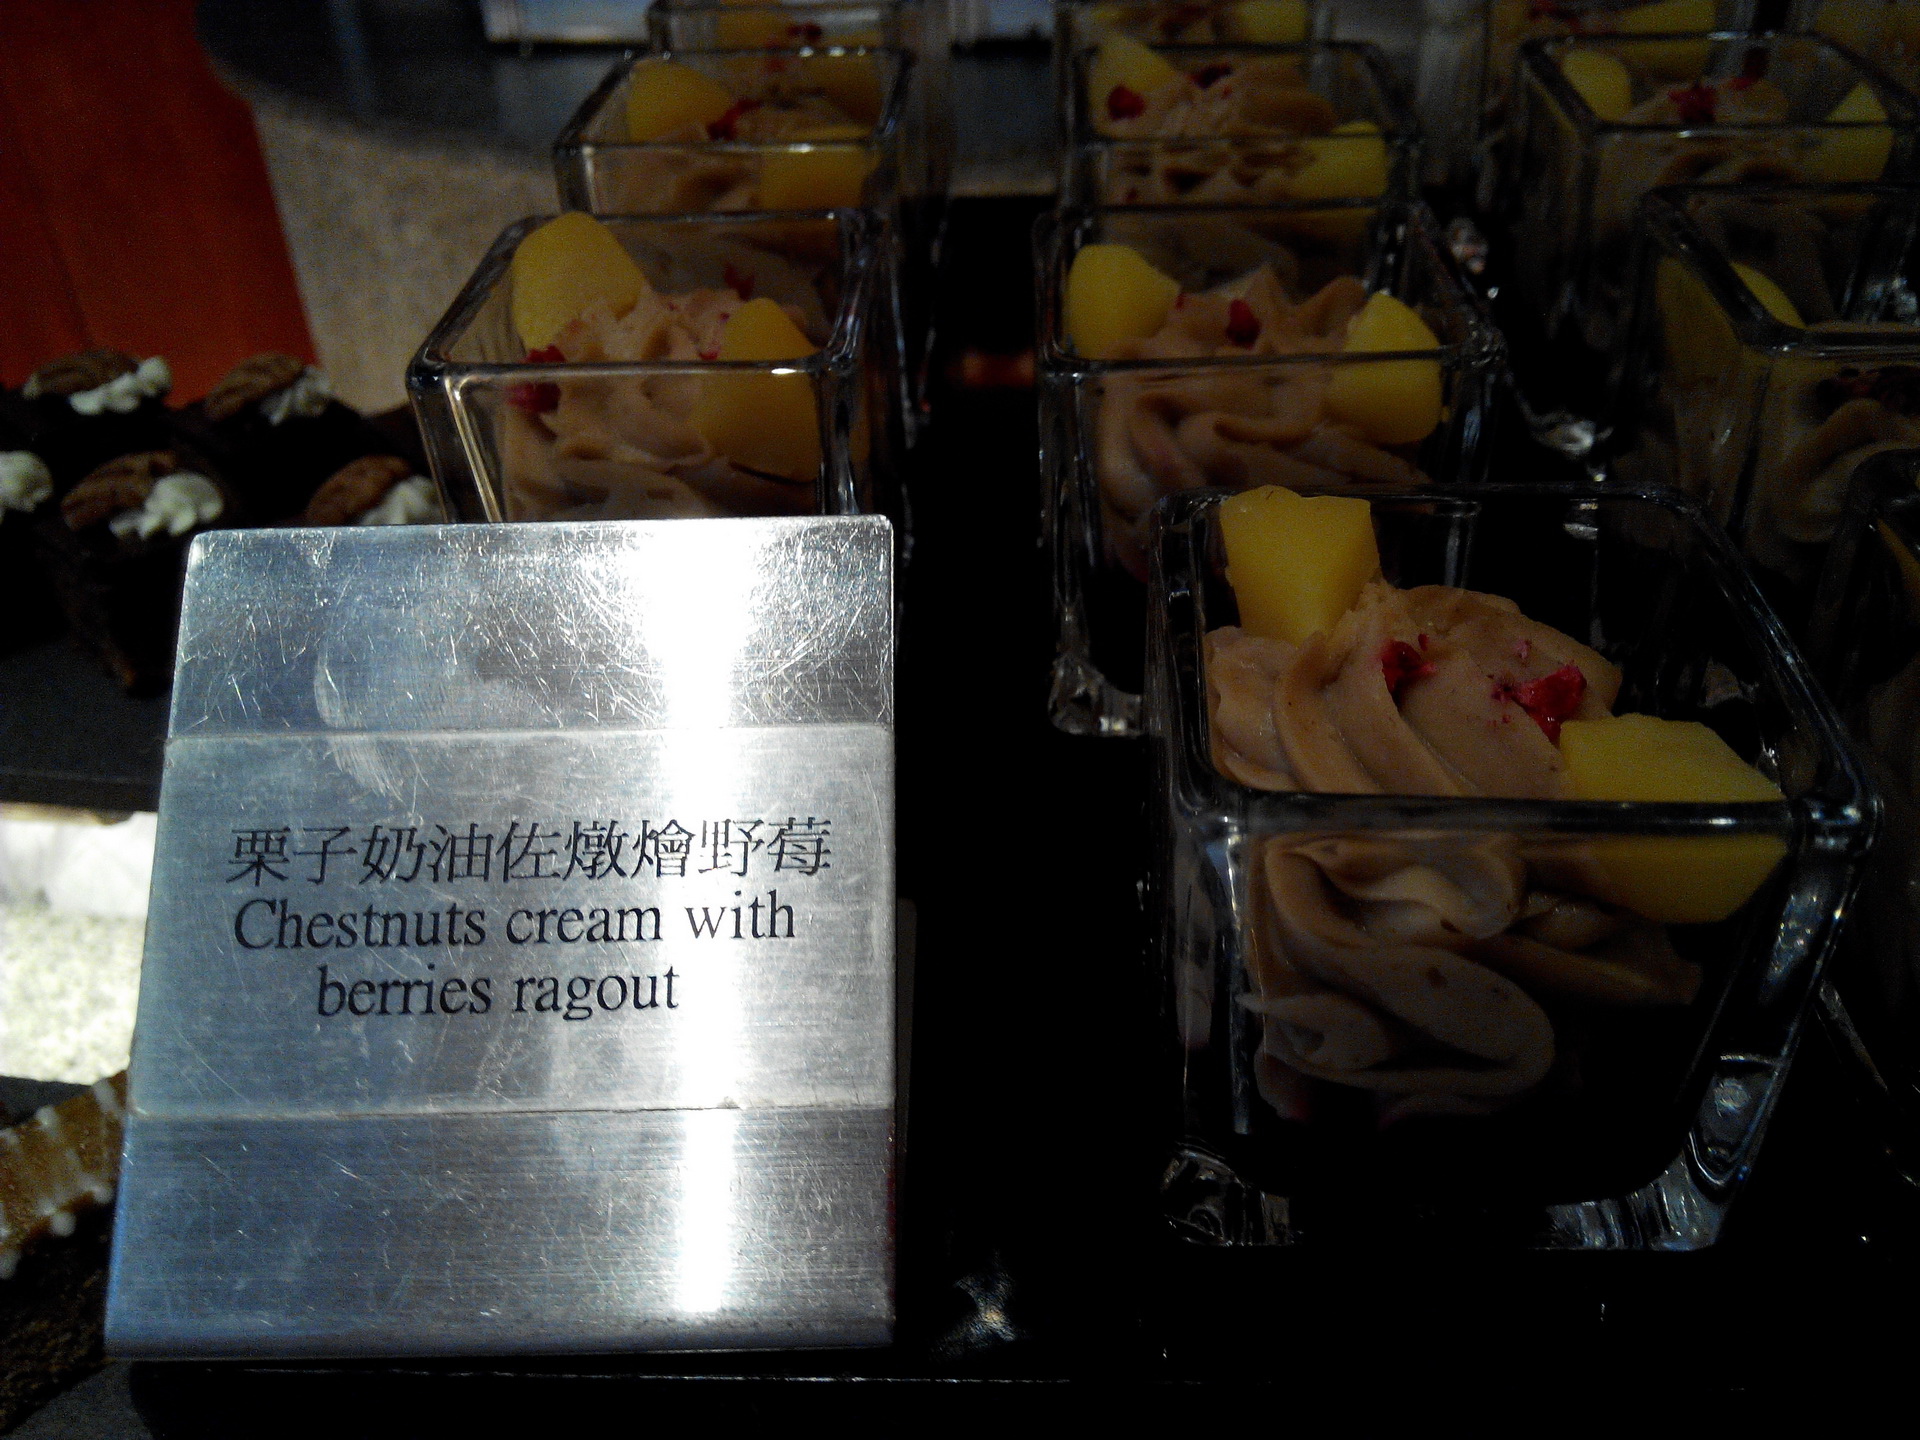 栗子奶油佐燉燴野莓
Chestnuts cream with
berries ragout